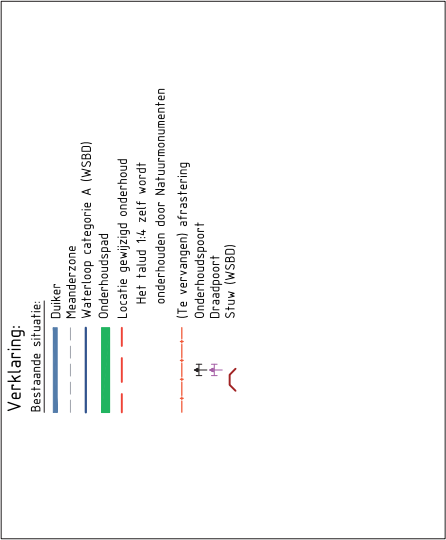 Verklaring:
Bestaande situatie:
Duiker
Meanderzone
Waterloop categorie A (WSBD)
Onderhoudspad
Locatie gewijzigd onderhoud
Het talud 1:4 zelf wordt
onderhouden door Natuurmonumenten
(Te vervangen) afrastering
Onderhoudspoort
Draadpoort
Stuw (WSBD)